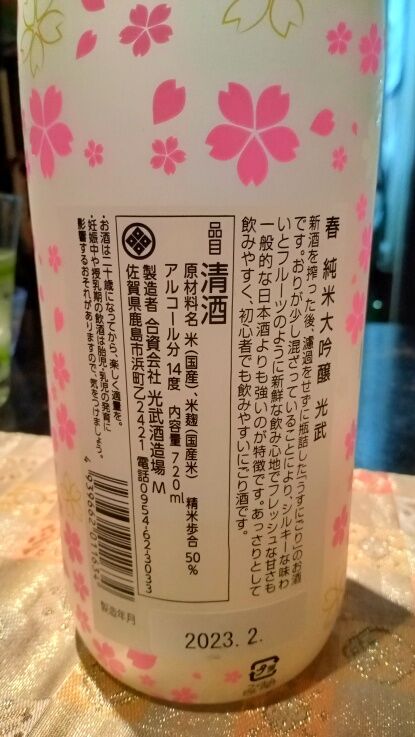 春 純米大吟醸 光武
新酒を搾った後、濾過をせずに瓶詰した「うすにごり」のお酒
です。おりが少し混ざっていることにより、シルキーな味わ
いとフルーツのように新鮮な飲み心地でフレッシュな甘さも
一般的な日本酒よりも強いのが特徴です。あっさりとして
飲みやすく、初心者でも飲みやすいにごり酒です。
品目 清酒
原材料名 米(国産)、米麹(国産米) 精米歩合 50%
アルコール分 14度 内容量 720ml
製造者 合資会社 光武酒造場 M
佐賀県鹿島市浜町乙2421 電話0954-62-3033
・お酒は二十歳になってから、楽しく適量を。
・妊娠中や授乳期の飲酒は胎児・乳児の発育に
影響するおそれがありますので、気をつけましょう。
4 939662 011614
製造年月
2023.2.